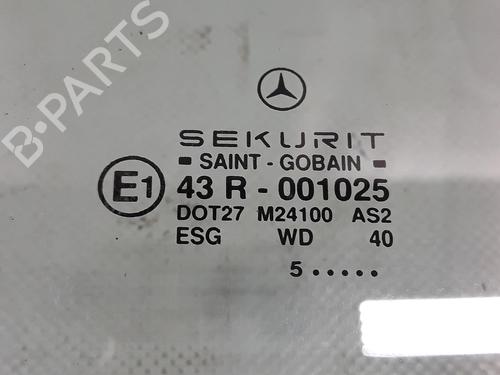 SEKURIT
▪ SAINT - GOBAIN ▪
E1 43 R - 001025
DOT27 M24100 AS2
ESG WD 40
5 • • • • •
B-PARTS